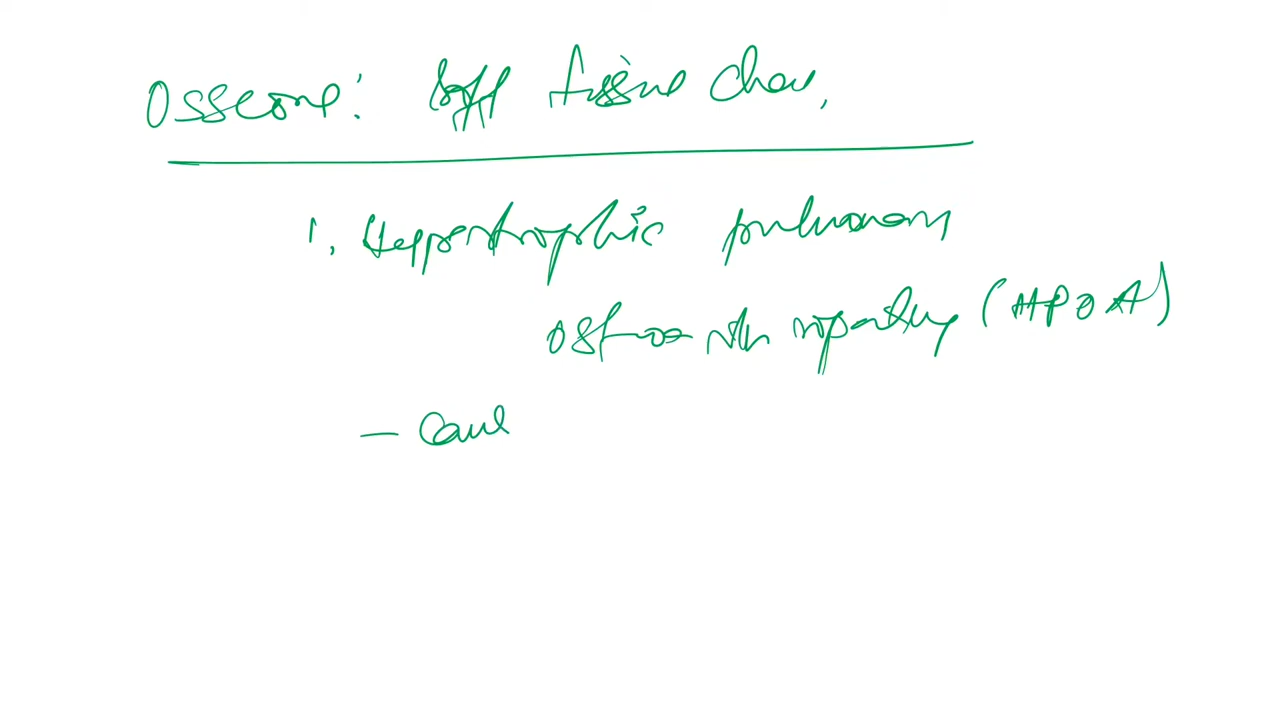 Osseous: Soft tissue chan,
1. Hypertrophic pulmonary
osteoarthropathy (HPOA)
— Caus